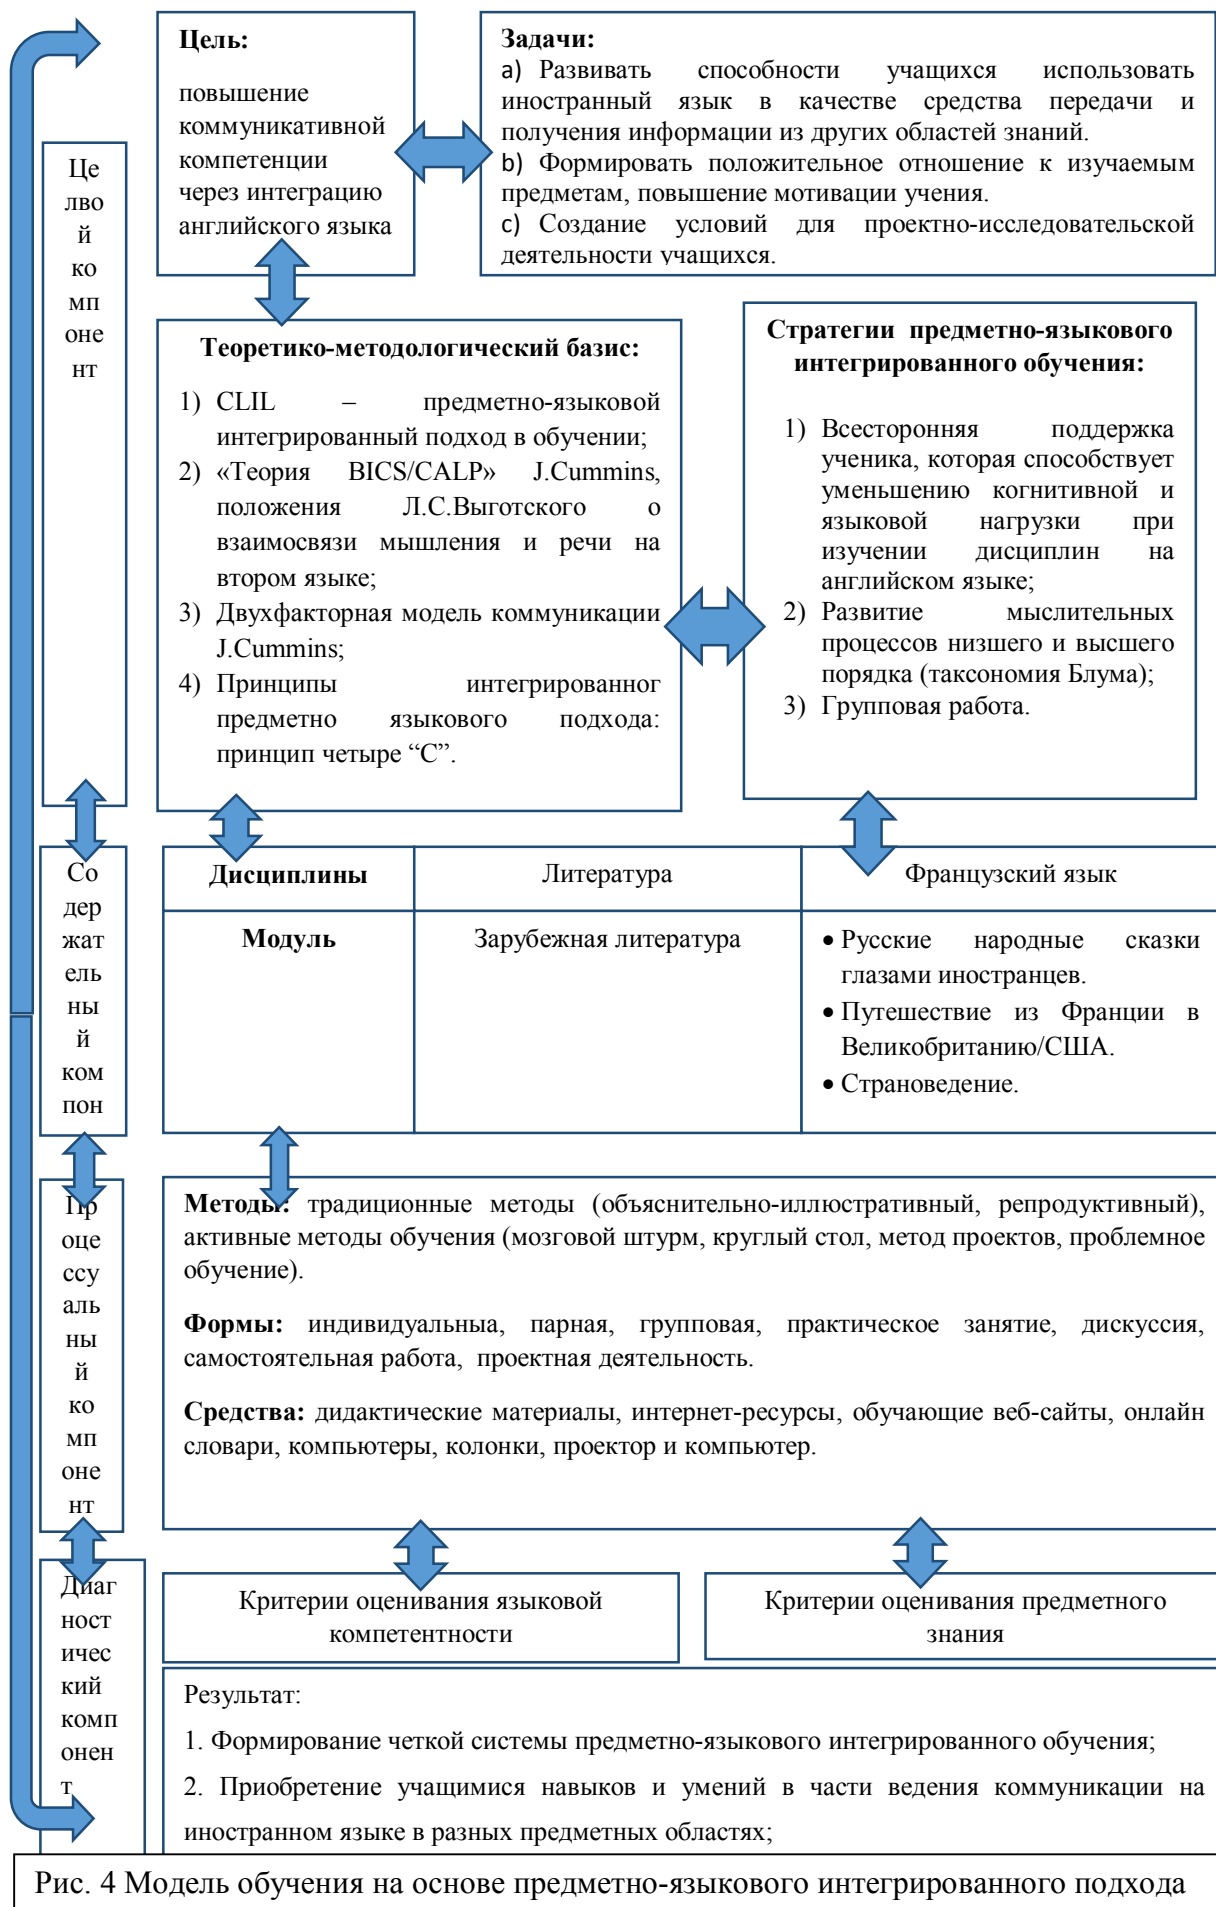 Цель:
повышение
коммуникативной
компетенции
через интеграцию
английского языка
Задачи:
a) Развивать способности учащихся использовать
иностранный язык в качестве средства передачи и
получения информации из других областей знаний.
b) Формировать положительное отношение к изучаемым
предметам, повышение мотивации учения.
c) Создание условий для проектно-исследовательской
деятельности учащихся.
Це
лво
й
ко
мп
оне
нт
Теоретико-методологический базис:
1) CLIL – предметно-языковой
интегрированный подход в обучении;
2) «Теория BICS/CALP» J.Cummins,
положения Л.С.Выготского о
взаимосвязи мышления и речи на
втором языке;
3) Двухфакторная модель коммуникации
J.Cummins;
4) Принципы интегрированног
предметно языкового подхода:
принцип четыре “C”.
Стратегии предметно-языкового
интегрированного обучения:
1) Всесторонняя поддержка
ученика, которая способствует
уменьшению когнитивной и
языковой нагрузки при
изучении дисциплин на
английском языке;
2) Развитие мыслительных
процессов низшего и высшего
порядка (таксономия Блума);
3) Групповая работа.
Со
дер
жат
ель
ны
й
ком
пон
Дисциплины
Литература
Французский язык
Модуль
Зарубежная литература
• Русские народные сказки
глазами иностранцев.
• Путешествие из Франции в
Великобританию/США.
• Страноведение.
Пр
оце
ссу
аль
ны
й
ко
мп
оне
нт
Методы: традиционные методы (объяснительно-иллюстративный, репродуктивный),
активные методы обучения (мозговой штурм, круглый стол, метод проектов, проблемное
обучение).
Формы: индивидуальныа, парная, групповая, практическое занятие, дискуссия,
самостоятельная работа, проектная деятельность.
Средства: дидактические материалы, интернет-ресурсы, обучающие веб-сайты, онлайн
словари, компьютеры, колонки, проектор и компьютер.
Диаг
ност
ичес
кий
комп
онен
т
Критерии оценивания языковой
компетентности
Критерии оценивания предметного
знания
Результат:
1. Формирование четкой системы предметно-языкового интегрированного обучения;
2. Приобретение учащимися навыков и умений в части ведения коммуникации на
иностранном языке в разных предметных областях;
Рис. 4 Модель обучения на основе предметно-языкового интегрированного подхода